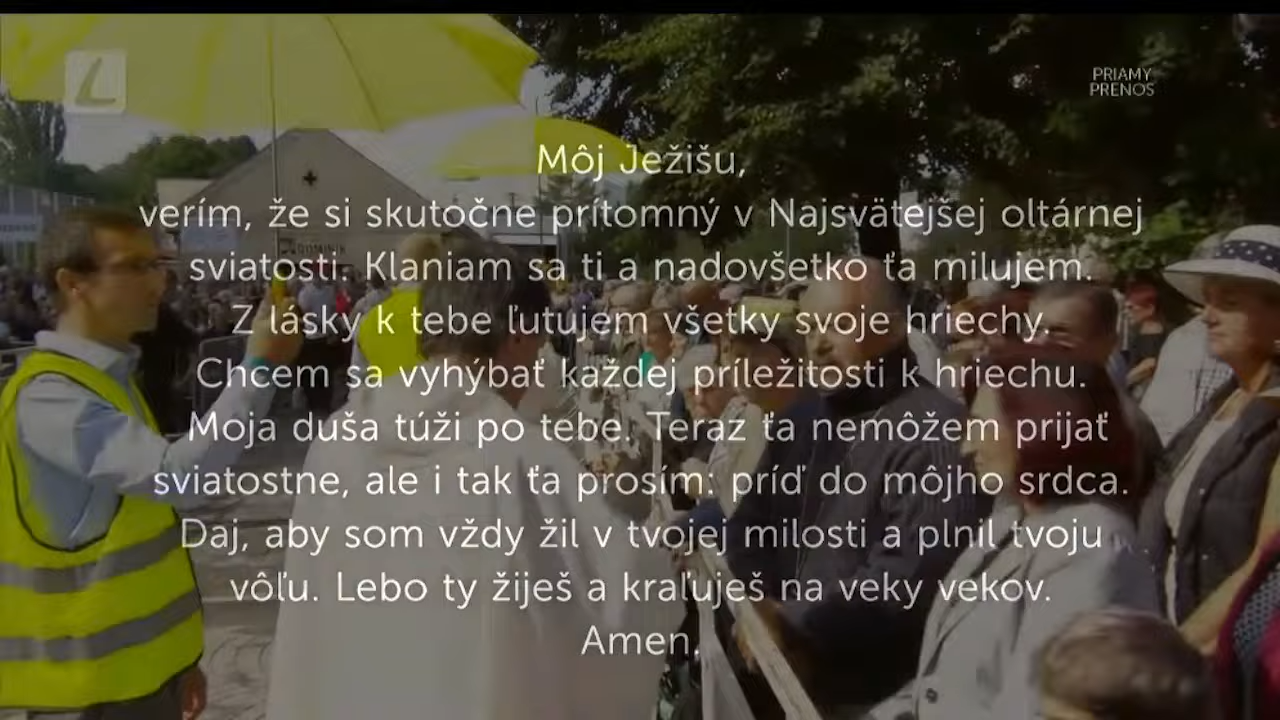 L
PRIAMY
PRENOS
Môj Ježišu,
verím, že si skutočne prítomný v Najsvätejšej oltárnej
sviatosti. Klaniam sa ti a nadovšetko ťa milujem.
Z lásky k tebe ľutujem všetky svoje hriechy.
Chcem sa vyhýbať každej príležitosti k hriechu.
Moja duša túži po tebe. Teraz ťa nemôžem prijať
sviatostne, ale i tak ťa prosím: príď do môjho srdca.
Daj, aby som vždy žil v tvojej milosti a plnil tvoju
vôľu. Lebo ty žiješ a kraľuješ na veky vekov.
Amen.